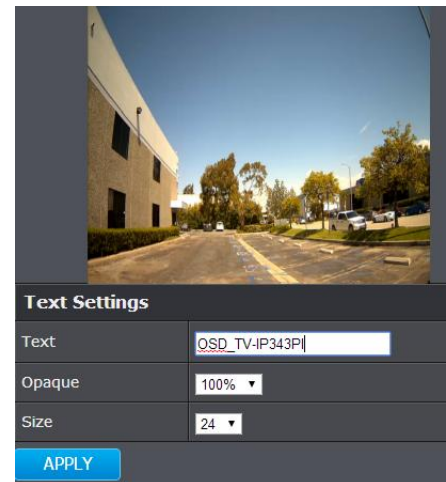 Text Settings
Text OSD_TV-IP343PI
Opaque 100%
Size 24
APPLY